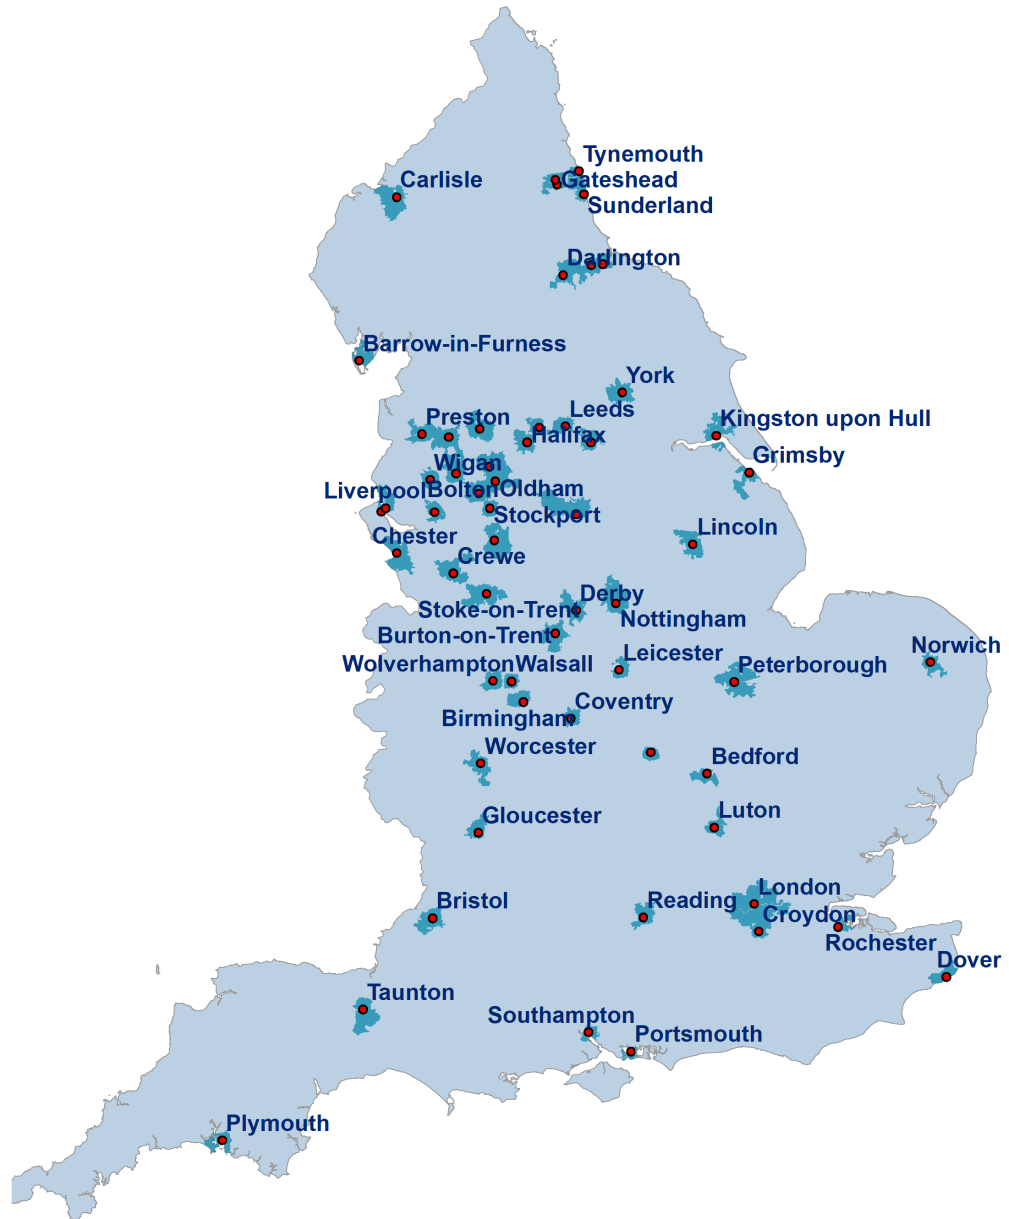 Tynemouth
Carlisle
Gateshead
Sunderland
Darlington
Barrow-in-Furness
York
Leeds
Preston
Kingston upon Hull
Halifax
Grimsby
Wigan
Liverpool
Bolton
Oldham
Stockport
Lincoln
Chester
Crewe
Derby
Stoke-on-Trent
Nottingham
Burton-on-Trent
Norwich
Leicester
Wolverhampton
Walsall
Peterborough
Coventry
Birmingham
Worcester
Bedford
Luton
Gloucester
London
Bristol
Reading
Croydon
Rochester
Dover
Taunton
Southampton
Portsmouth
Plymouth